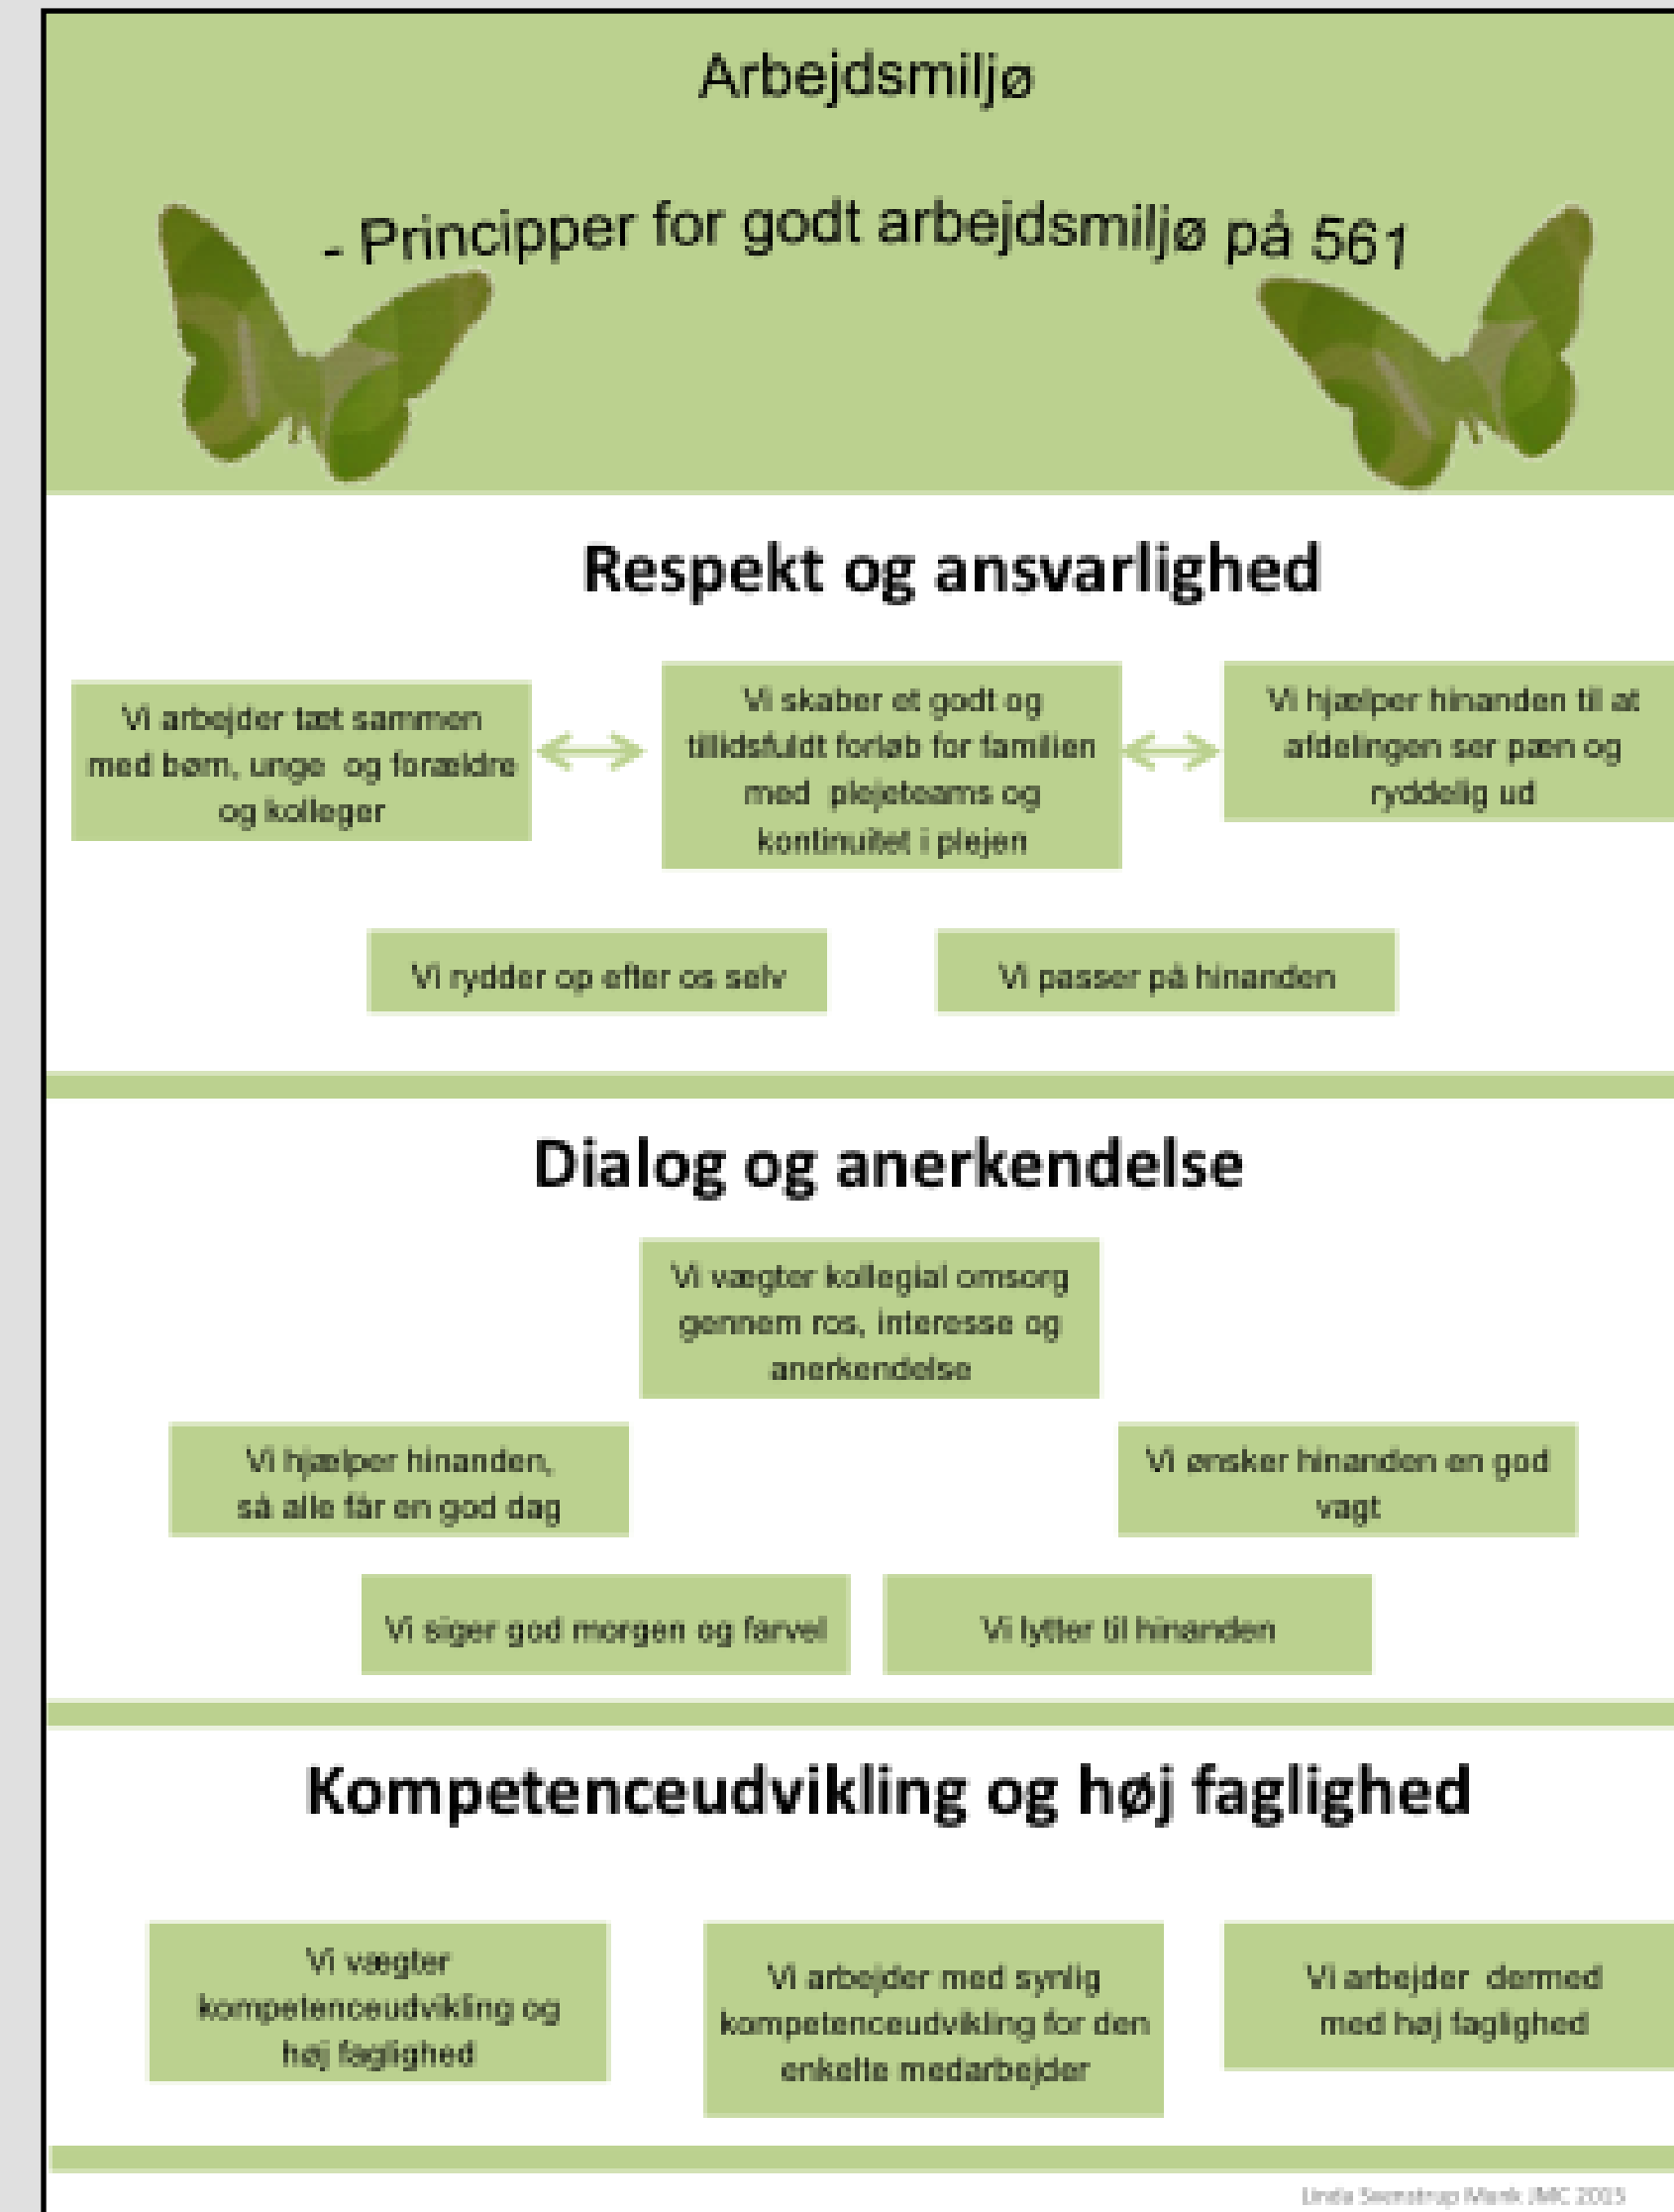 Arbejdsmiljø
- Principper for godt arbejdsmiljø på 561
Respekt og ansvarlighed
Vi arbejder tæt sammen
med børn, unge og forældre
og kolleger
Vi skaber et godt og
tillidsfuldt forløb for familien
med plejeteams og
kontinuitet i plejen
Vi hjælper hinanden til at
afdelingen ser pæn og
ryddelig ud
Vi rydder op efter os selv
Vi passer på hinanden
Dialog og anerkendelse
Vi vægter kollegial omsorg
gennem ros, interesse og
anerkendelse
Vi hjælper hinanden,
så alle får en god dag
Vi ønsker hinanden en god
vagt
Vi siger god morgen og farvel
Vi lytter til hinanden
Kompetenceudvikling og høj faglighed
Vi vægter
kompetenceudvikling og
høj faglighed
Vi arbejder med synlig
kompetenceudvikling for den
enkelte medarbejder
Vi arbejder dermed
med høj faglighed
Linda Munk JMC